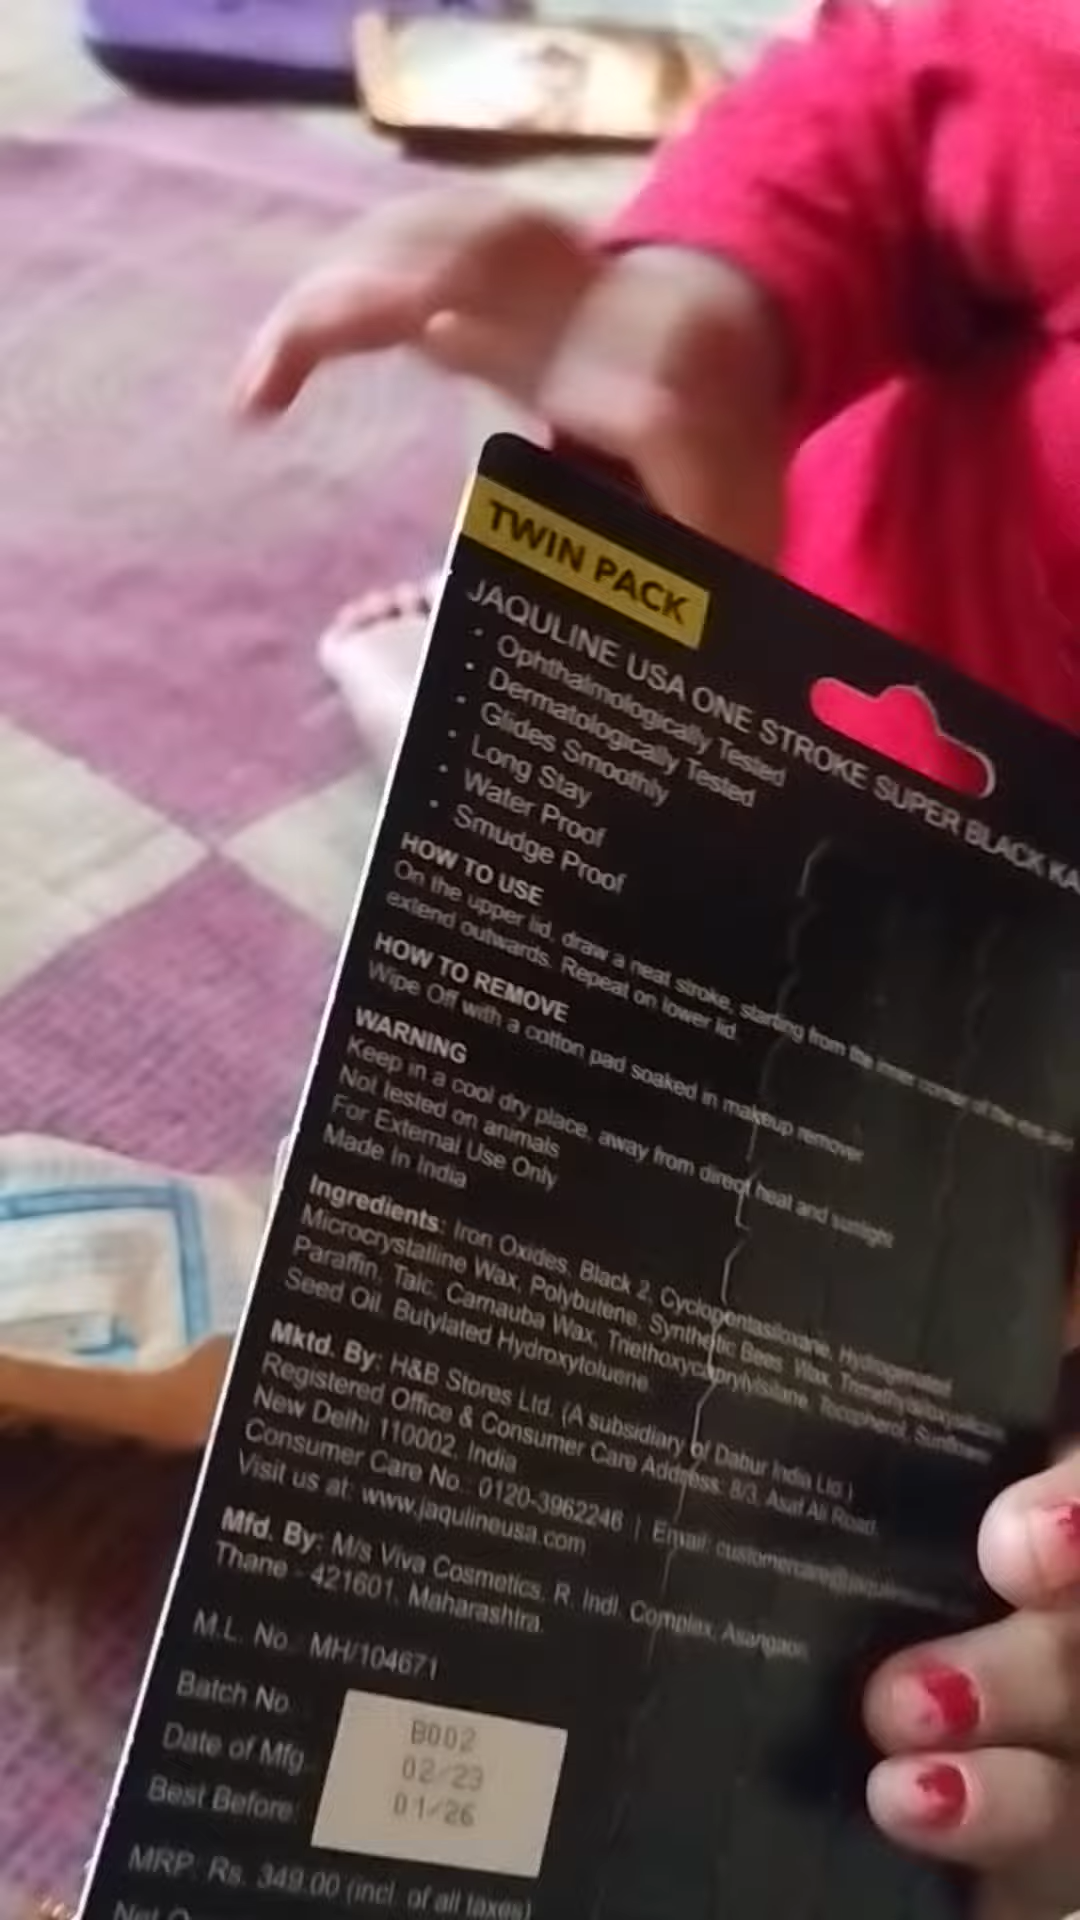 TWIN PACK
JAQULINE USA ONE STROKE SUPER BLACK KA
• Ophthalmologically Tested
• Dermatologically Tested
• Glides Smoothly
• Long Stay
• Water Proof
• Smudge Proof
HOW TO USE
On the upper lid, draw a neat stroke, starting from the inner corner of the eye and
extend outwards. Repeat on lower lid.
HOW TO REMOVE
Wipe Off with a cotton pad soaked in makeup remover
WARNING
Keep in a cool dry place, away from direct heat and sunlight
Not tested on animals
For External Use Only
Made In India
Ingredients: Iron Oxides, Black 2, Cyclopentasiloxane, Hydrogenated
Microcrystalline Wax, Polybutene, Synthetic Bees Wax, Trimethylsiloxysilicate
Paraffin, Talc, Carnauba Wax, Triethoxycaprylylsilane, Tocopherol, Sunflower
Seed Oil, Butylated Hydroxytoluene
Mktd. By: H&B Stores Ltd. (A subsidiary of Dabur India Ltd.)
Registered Office & Consumer Care Address: 8/3, Asaf Ali Road,
New Delhi 110002. India
Consumer Care No.: 0120-3962246 | Email: customercare@
Visit us at: www.jaqulineusa.com
Mfd. By: M/s Viva Cosmetics, R. Indl. Complex, Asangaon,
Thane - 421601, Maharashtra.
M.L. No.: MH/104671
Batch No. B002
Date of Mfg. 02/23
Best Before: 01/26
MRP: Rs. 349.00 (incl. of all taxes)
Net